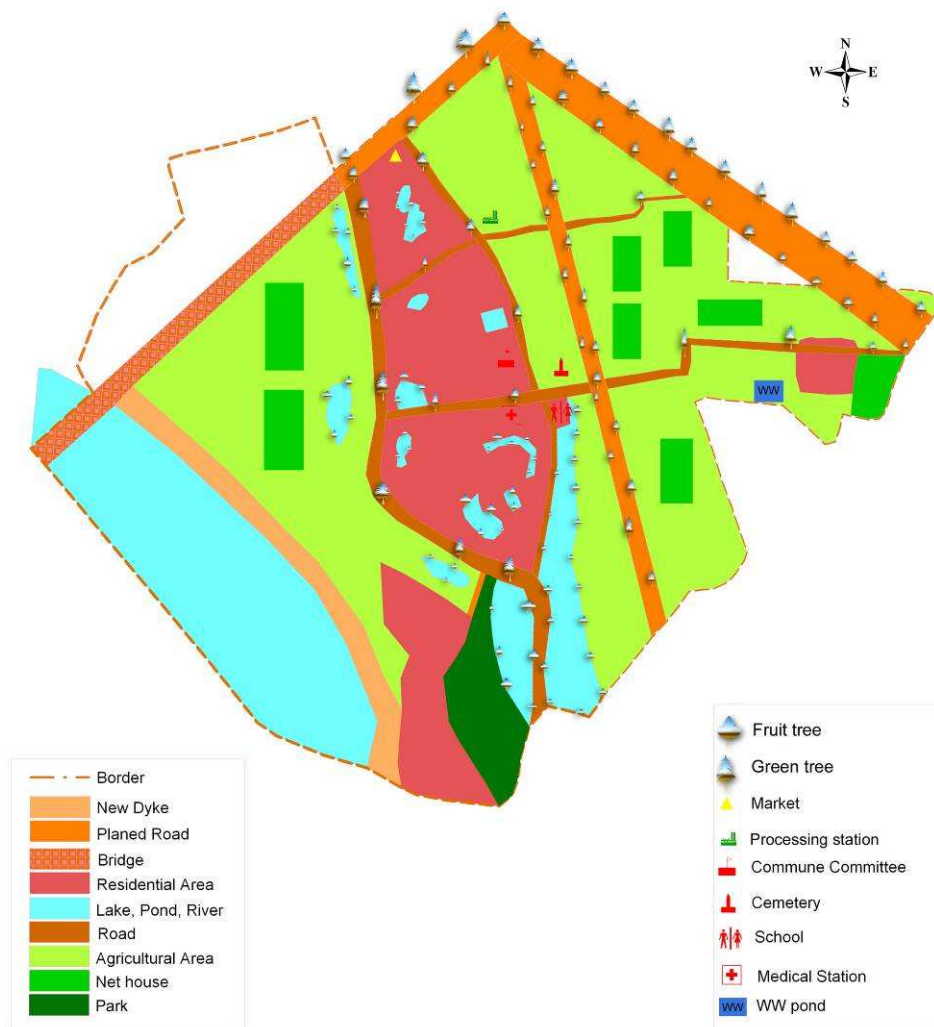 N
W E
S
WW
Border
New Dyke
Planed Road
Bridge
Residential Area
Lake, Pond, River
Road
Agricultural Area
Net house
Park
Fruit tree
Green tree
Market
Processing station
Commune Committee
Cemetery
School
Medical Station
WW WW pond